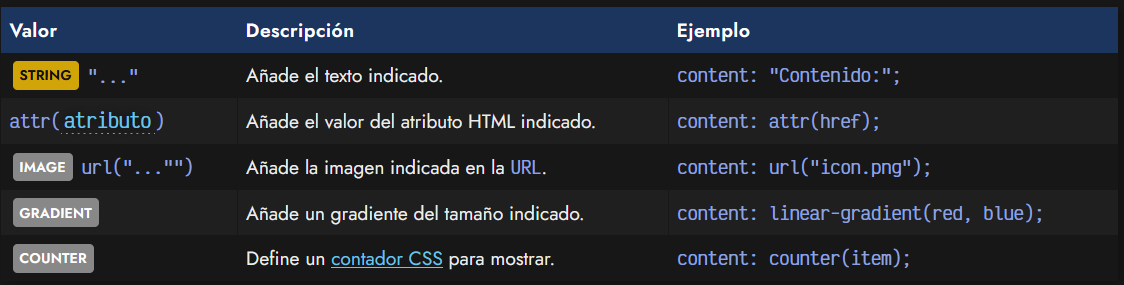 Valor Descripción Ejemplo
STRING "..." Añade el texto indicado. content: "Contenido:";
attr(atributo) Añade el valor del atributo HTML indicado. content: attr(href);
IMAGE url("..."") Añade la imagen indicada en la URL. content: url("icon.png");
GRADIENT Añade un gradiente del tamaño indicado. content: linear-gradient(red, blue);
COUNTER Define un contador CSS para mostrar. content: counter(item);